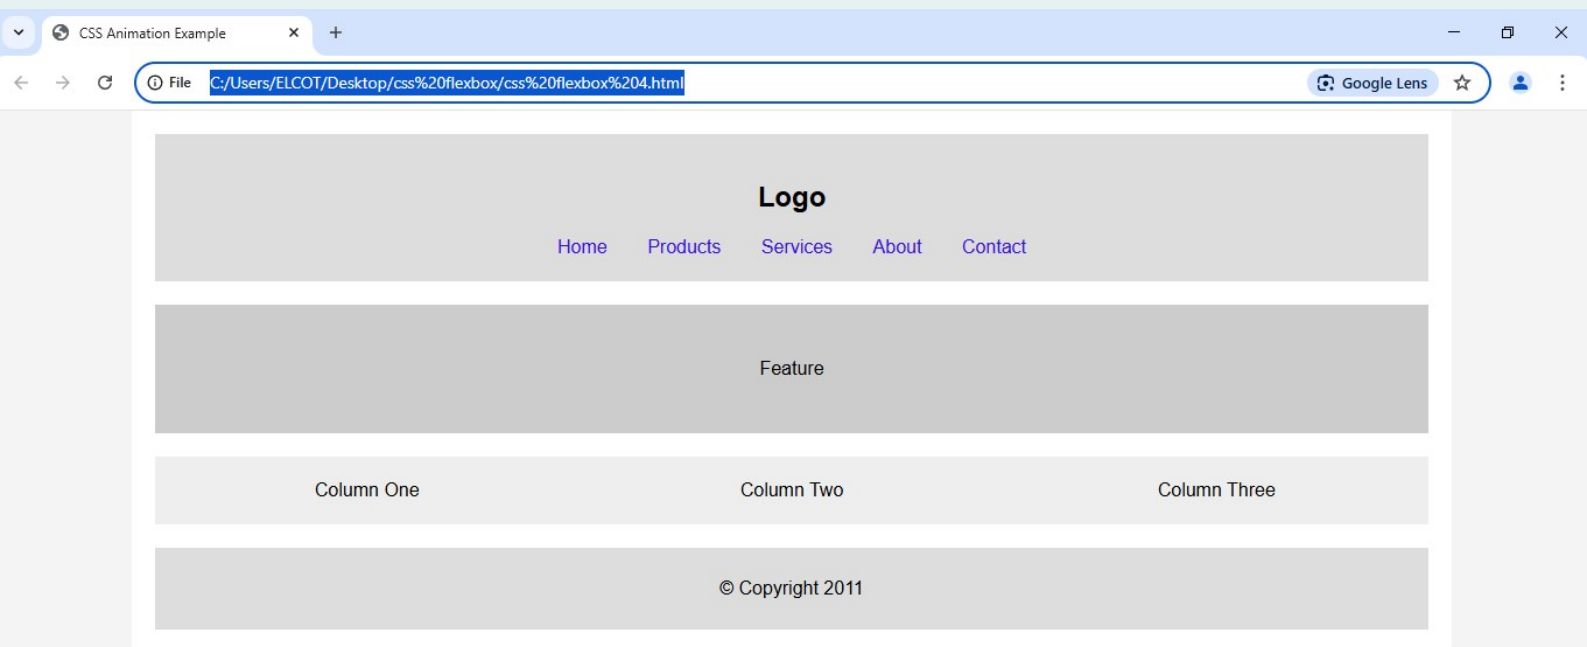 CSS Animation Example
File C:/Users/ELCOT/Desktop/css%20flexbox/css%20flexbox%204.html Google Lens
Logo
Home Products Services About Contact
Feature
Column One Column Two Column Three
© Copyright 2011